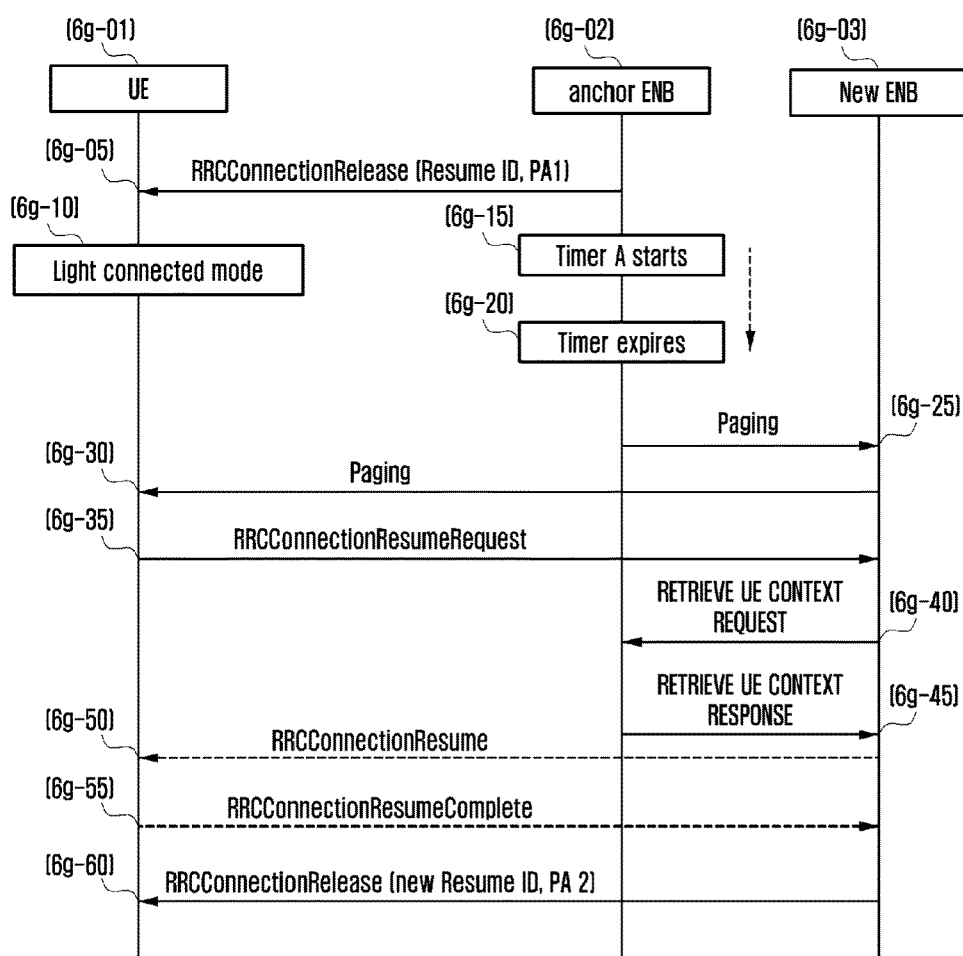 (6g-01)
(6g-02)
(6g-03)
UE
anchor ENB
New ENB
(6g-05)
RRCConnectionRelease (Resume ID, PA1)
(6g-10)
(6g-15)
Light connected mode
Timer A starts
(6g-20)
Timer expires
Paging
(6g-25)
(6g-30)
Paging
(6g-35)
RRCConnectionResumeRequest
RETRIEVE UE CONTEXT
REQUEST
(6g-40)
RETRIEVE UE CONTEXT
RESPONSE
(6g-45)
(6g-50)
RRCConnectionResume
(6g-55)
RRCConnectionResumeComplete
(6g-60)
RRCConnectionRelease (new Resume ID, PA 2)